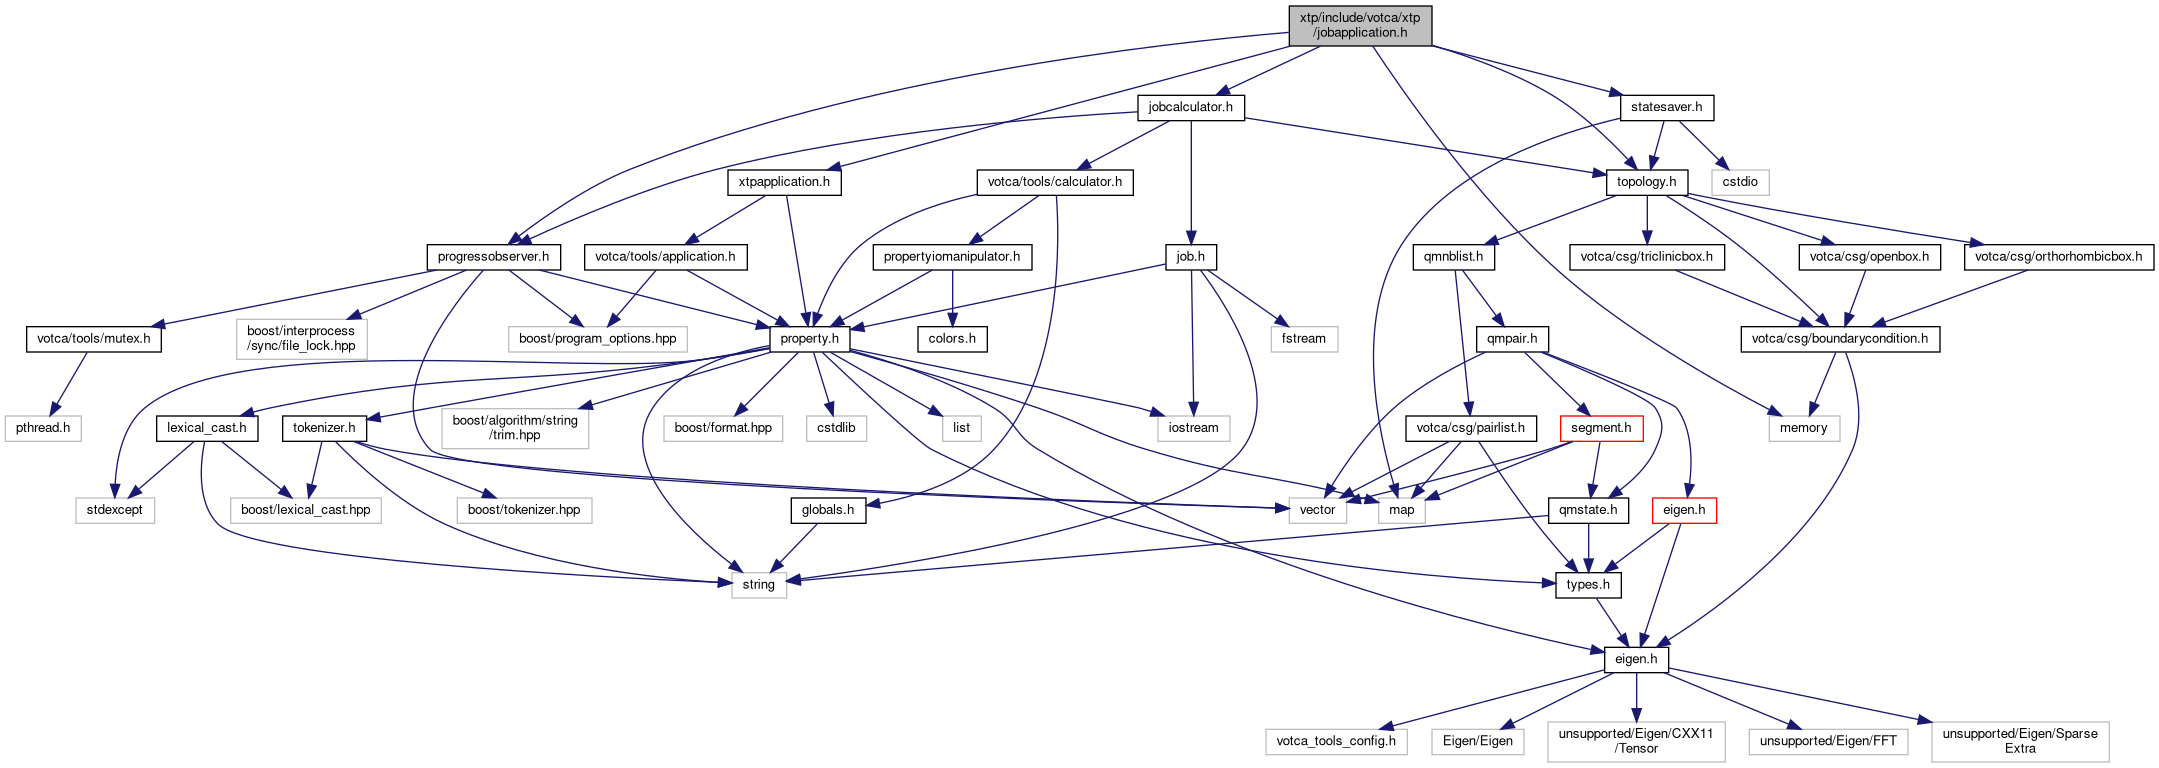 xtp/include/votca/xtp
/jobapplication.h
jobcalculator.h
statesaver.h
xtpapplication.h
votca/tools/calculator.h
topology.h
cstdio
progressobserver.h
votca/tools/application.h
propertyiomanipulator.h
job.h
qmnblist.h
votca/csg/triclinicbox.h
votca/csg/openbox.h
votca/csg/orthorhombicbox.h
votca/tools/mutex.h
boost/interprocess
/sync/file_lock.hpp
boost/program_options.hpp
property.h
colors.h
fstream
qmpair.h
votca/csg/boundarycondition.h
pthread.h
lexical_cast.h
tokenizer.h
boost/algorithm/string
/trim.hpp
boost/format.hpp
cstdlib
list
iostream
votca/csg/pairlist.h
segment.h
memory
stdexcept
boost/lexical_cast.hpp
boost/tokenizer.hpp
globals.h
vector
map
qmstate.h
eigen.h
string
types.h
eigen.h
votca_tools_config.h
Eigen/Eigen
unsupported/Eigen/CXX11
/Tensor
unsupported/Eigen/FFT
unsupported/Eigen/Sparse
Extra